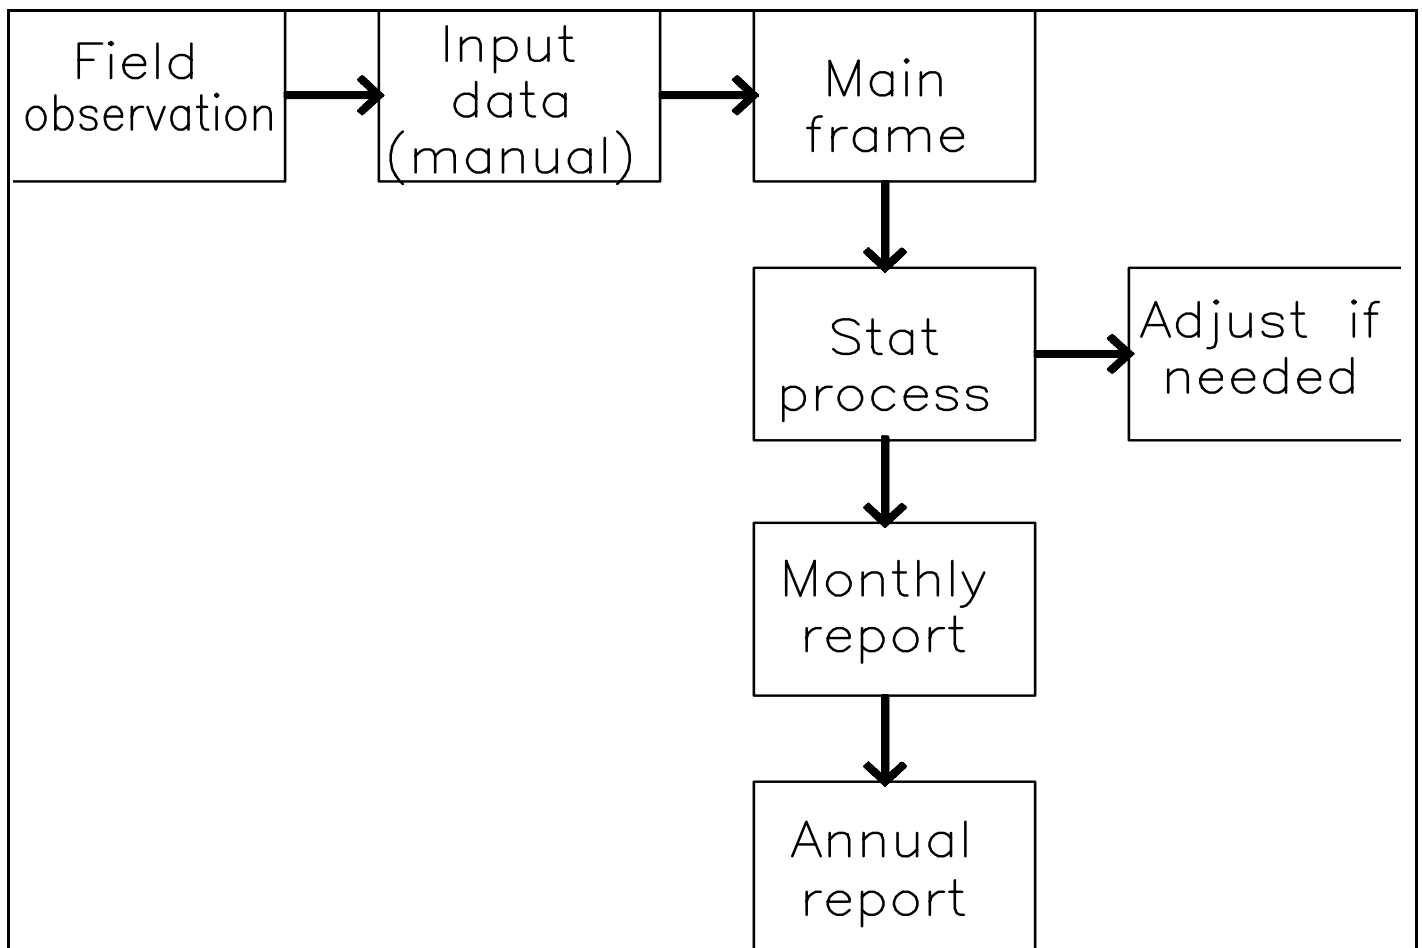 Field
observation
Input
data
(manual)
Main
frame
Stat
process
Adjust if
needed
Monthly
report
Annual
report